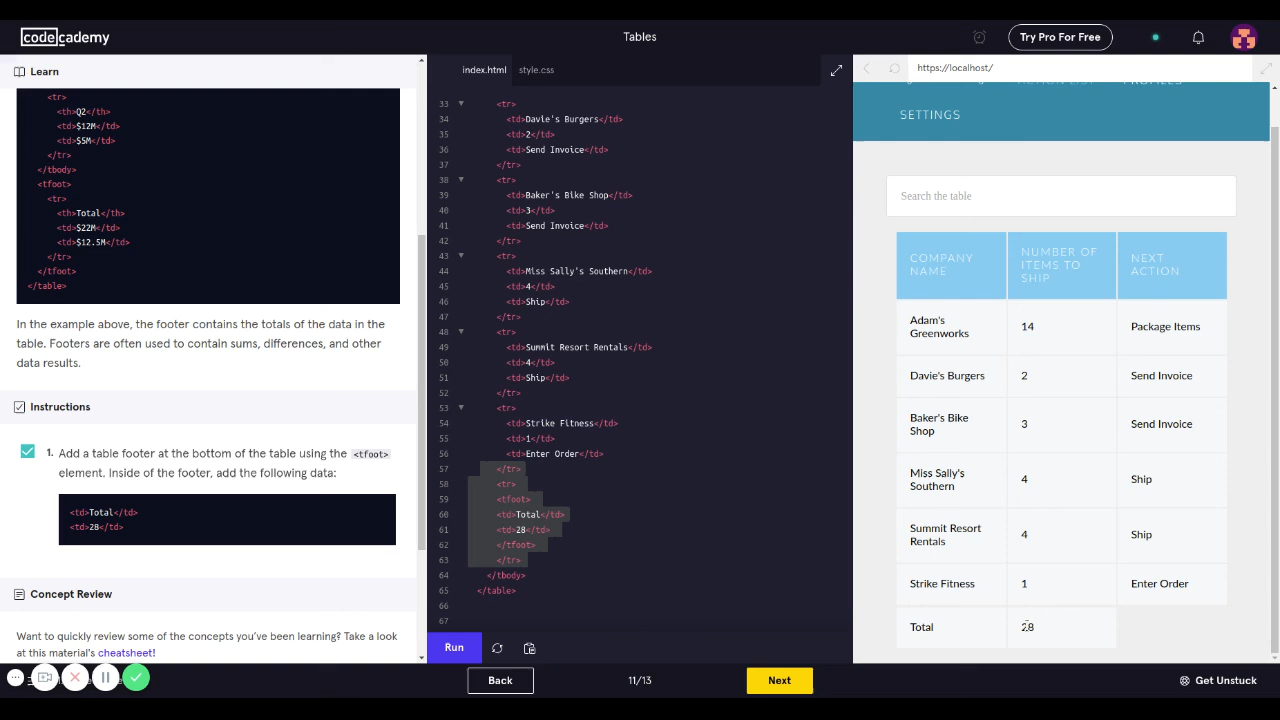 codecademy
Tables
Try Pro For Free
Learn
<tr>
<th>Q2</th>
<td>$12M</td>
<td>$5M</td>
</tr>
</tbody>
<tfoot>
<tr>
<th>Total</th>
<td>$22M</td>
<td>$12.5M</td>
</tr>
</tfoot>
</table>
In the example above, the footer contains the totals of the data in the
table. Footers are often used to contain sums, differences, and other
data results.
Instructions
1. Add a table footer at the bottom of the table using the <tfoot>
element. Inside of the footer, add the following data:
<td>Total</td>
<td>28</td>
Concept Review
Want to quickly review some of the concepts you've been learning? Take a look
at this material's cheatsheet!
index.html style.css
33 <tr>
34 <td>Davie's Burgers</td>
35 <td>2</td>
36 <td>Send Invoice</td>
37 </tr>
38 <tr>
39 <td>Baker's Bike Shop</td>
40 <td>3</td>
41 <td>Send Invoice</td>
42 </tr>
43 <tr>
44 <td>Miss Sally's Southern</td>
45 <td>4</td>
46 <td>Ship</td>
47 </tr>
48 <tr>
49 <td>Summit Resort Rentals</td>
50 <td>4</td>
51 <td>Ship</td>
52 </tr>
53 <tr>
54 <td>Strike Fitness</td>
55 <td>1</td>
56 <td>Enter Order</td>
57 </tr>
58 <tr>
59 <tfoot>
60 <td>Total</td>
61 <td>28</td>
62 </tfoot>
63 </tr>
64 </tbody>
65 </table>
66
67
Run
https://localhost/
PROFILES
SETTINGS
Search the table
COMPANY NAME
NUMBER OF ITEMS TO SHIP
NEXT ACTION
Adam's Greenworks 14 Package Items
Davie's Burgers 2 Send Invoice
Baker's Bike Shop 3 Send Invoice
Miss Sally's Southern 4 Ship
Summit Resort Rentals 4 Ship
Strike Fitness 1 Enter Order
Total 28
Back
11/13
Next
Get Unstuck